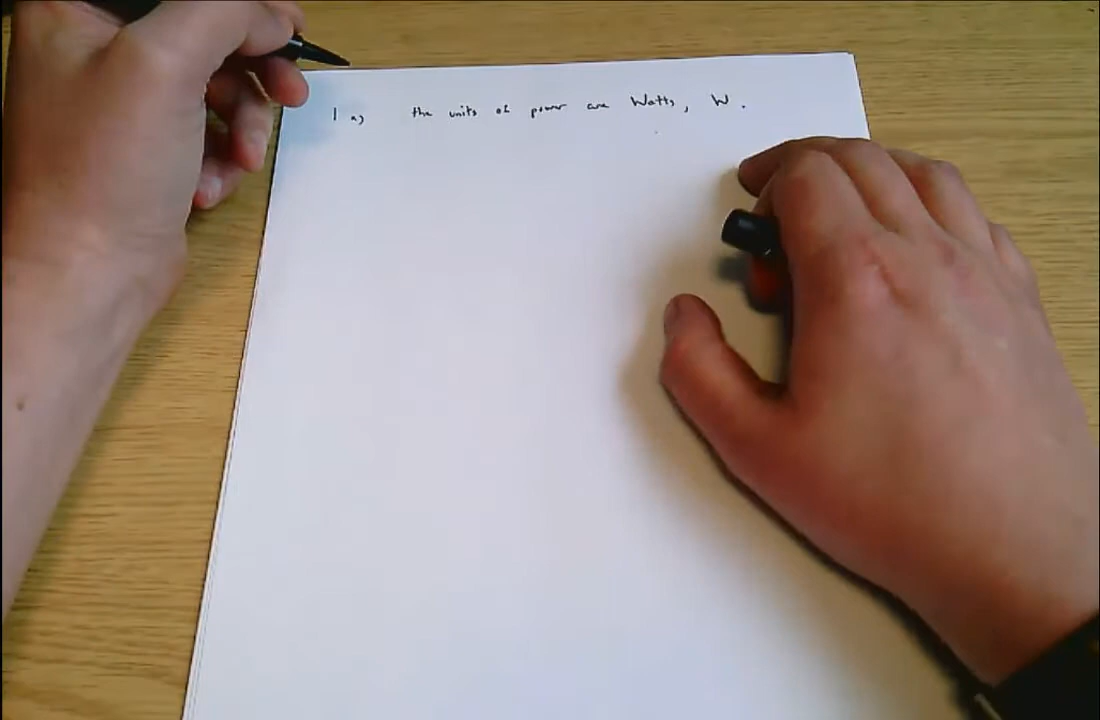 1 a, the units of power are Watts, W.